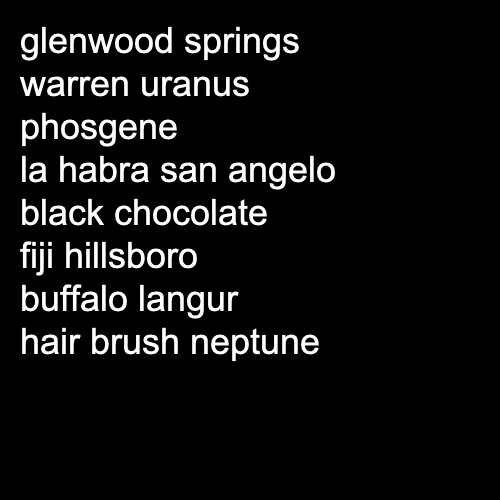 glenwood springs
warren uranus
phosgene
la habra san angelo
black chocolate
fiji hillsboro
buffalo langur
hair brush neptune